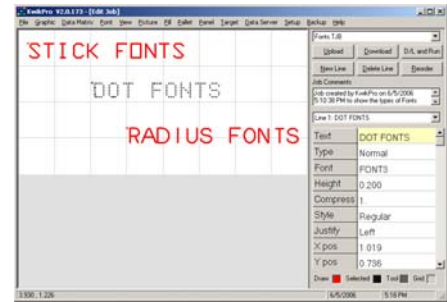 KwikPro V2.0.173 - [Edit Job]
File Graphic Data Matrix Font View Picture Fill Pallet Panel Target Data Server Setup Backup Help
STICK FONTS
DOT FONTS
RADIUS FONTS
Fonts TJB
Upload Download D/L and Run
New Line Delete Line Reorder
Job Comments
Job created by KwikPro on 6/5/2006
5:10:38 PM to show the types of Fonts
Line 1: DOT FONTS
Text DOT FONTS
Type Normal
Font FONT3
Height 0.200
Compress 1
Style Regular
Justify Left
X pos 1.019
Y pos 0.736
Draw Selected Tool Grid
3.930 , 1.226 6/5/2006 5:18 PM